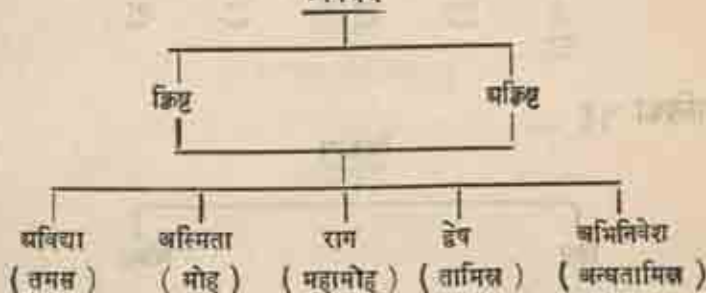 क्लिष्ट अक्लिष्ट
अविद्या अस्मिता राग द्वेष अभिनिवेश
( तमस ) ( मोह ) ( महामोह ) ( तामिस्र ) ( अन्धतामिस्र )